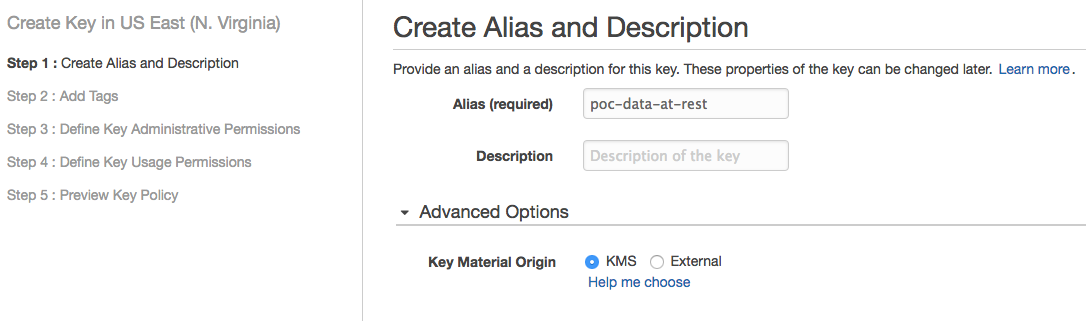 Create Key in US East (N. Virginia)
Step 1 : Create Alias and Description
Step 2 : Add Tags
Step 3 : Define Key Administrative Permissions
Step 4 : Define Key Usage Permissions
Step 5 : Preview Key Policy
Create Alias and Description
Provide an alias and a description for this key. These properties of the key can be changed later. Learn more.
Alias (required) poc-data-at-rest
Description Description of the key
Advanced Options
Key Material Origin KMS External
Help me choose